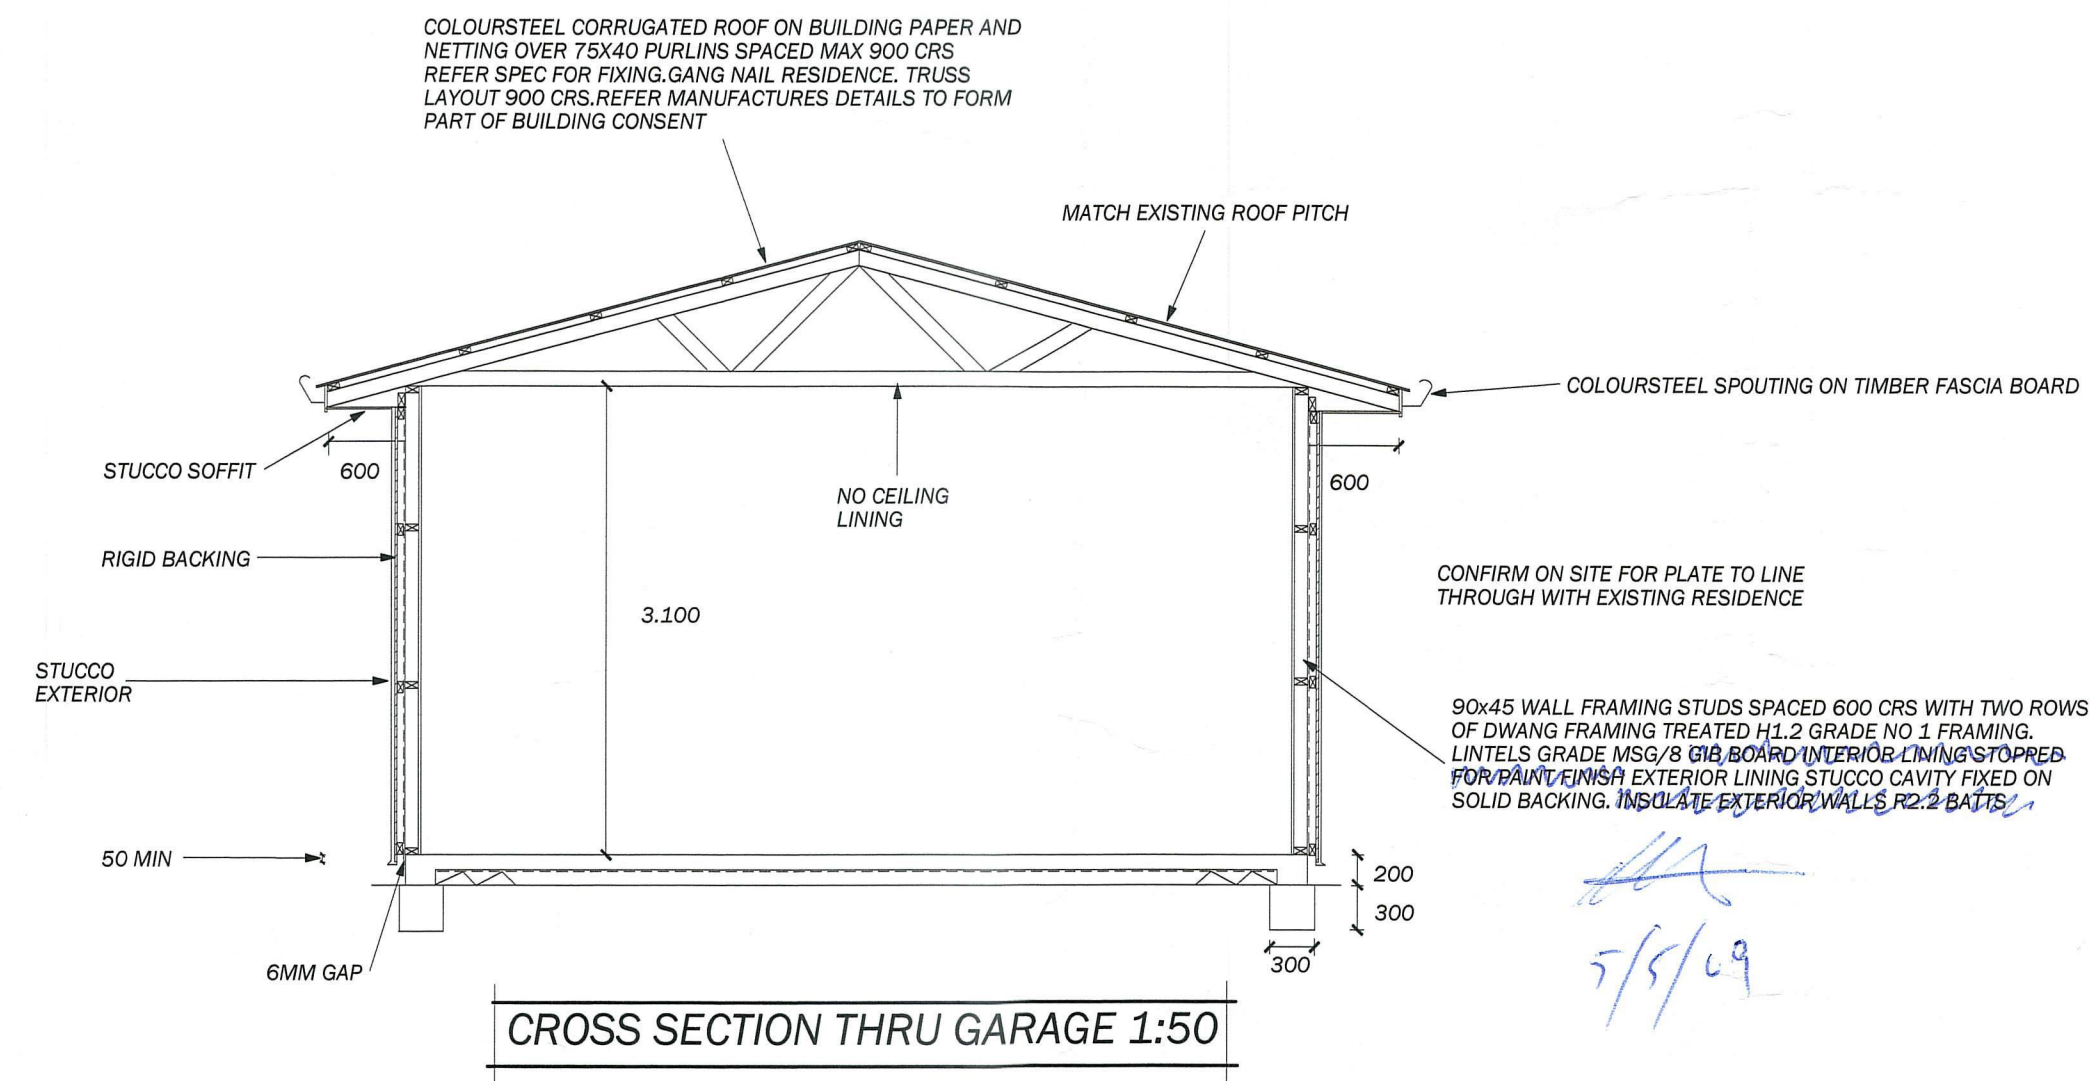 COLOURSTEEL CORRUGATED ROOF ON BUILDING PAPER AND
NETTING OVER 75X40 PURLINS SPACED MAX 900 CRS
REFER SPEC FOR FIXING.GANG NAIL RESIDENCE. TRUSS
LAYOUT 900 CRS.REFER MANUFACTURES DETAILS TO FORM
PART OF BUILDING CONSENT
MATCH EXISTING ROOF PITCH
COLOURSTEEL SPOUTING ON TIMBER FASCIA BOARD
STUCCO SOFFIT
600
600
NO CEILING
LINING
RIGID BACKING
CONFIRM ON SITE FOR PLATE TO LINE
THROUGH WITH EXISTING RESIDENCE
3.100
STUCCO
EXTERIOR
90x45 WALL FRAMING STUDS SPACED 600 CRS WITH TWO ROWS
OF DWANG FRAMING TREATED H1.2 GRADE NO 1 FRAMING.
LINTELS GRADE MSG/8 GIB BOARD INTERIOR LINING STOPPED
FOR PAINT FINISH EXTERIOR LINING STUCCO CAVITY FIXED ON
SOLID BACKING. INSULATE EXTERIOR WALLS R2.2 BATTS
50 MIN
200
300
300
6MM GAP
5/5/09
CROSS SECTION THRU GARAGE 1:50